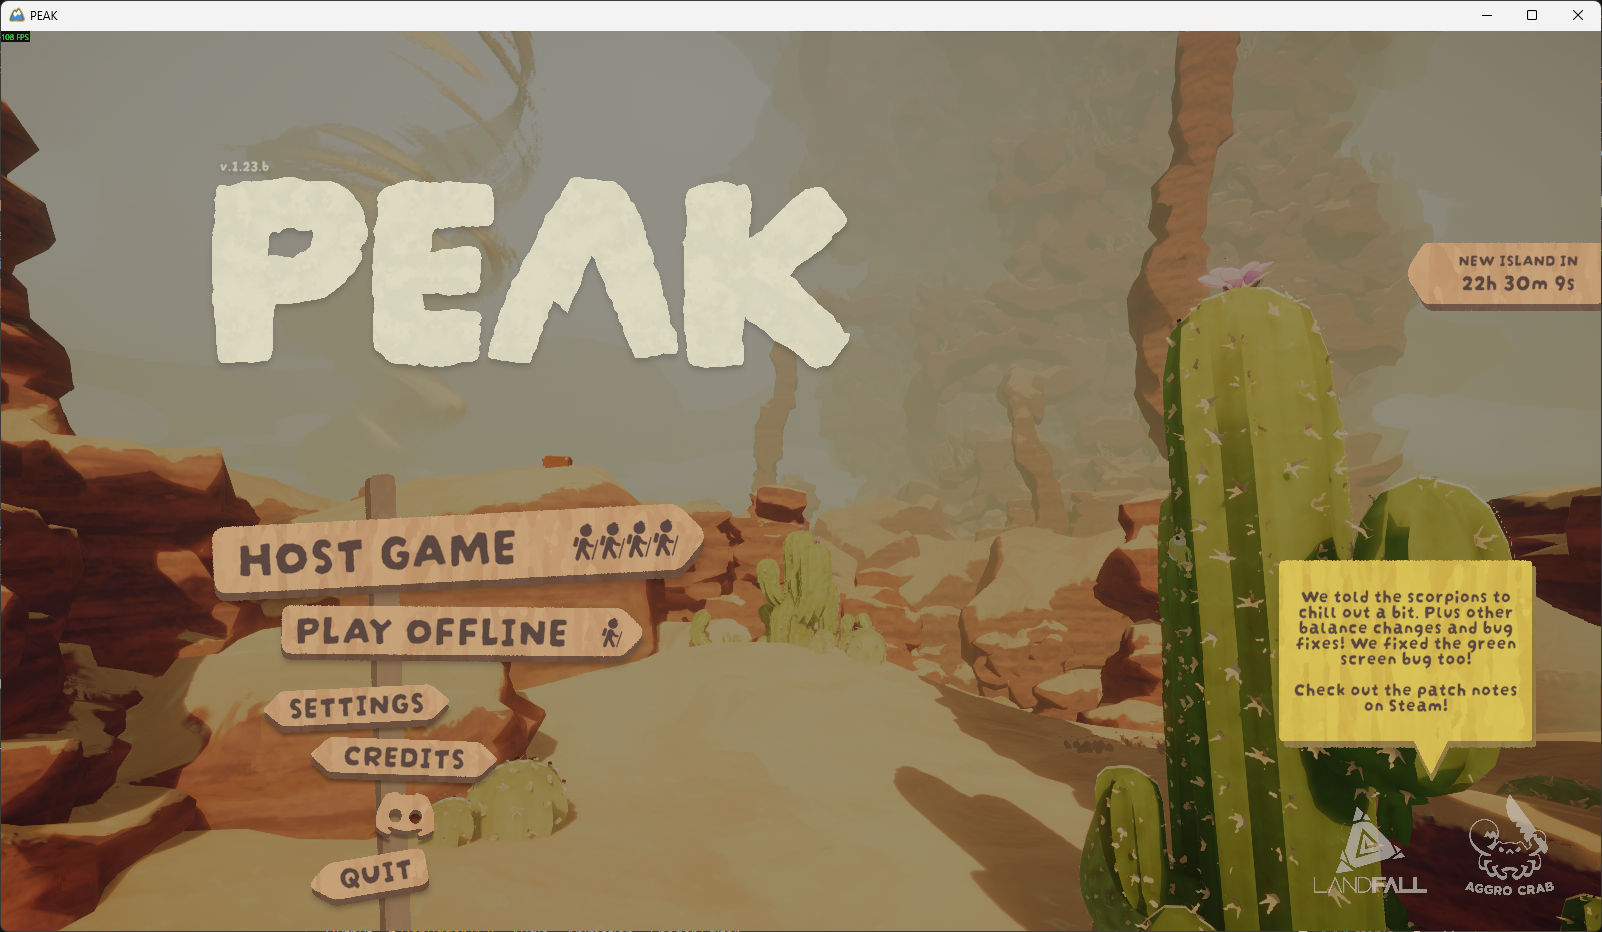 PEAK
108 FPS
v.1.23.b
PEAK
NEW ISLAND IN
22h 30m 9s
HOST GAME
PLAY OFFLINE
SETTINGS
CREDITS
QUIT
We told the scorpions to
chill out a bit. Plus other
balance changes and bug
fixes! We fixed the green
screen bug too!
Check out the patch notes
on Steam!
LANDFALL
AGGRO CRAB